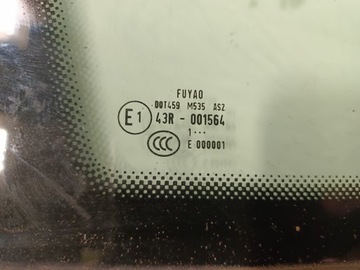 FUYAO
DOT459 M535 AS2
E1 43R - 001564
1···
CCC E 000001